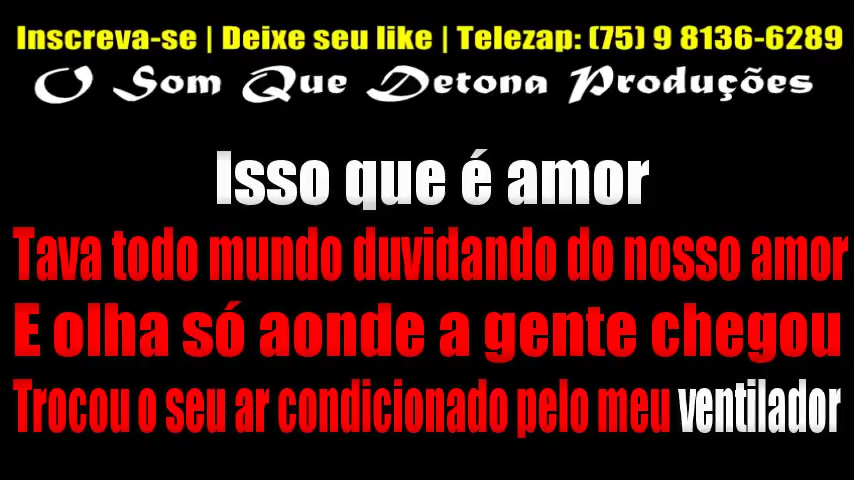 Inscreva-se | Deixe seu like | Telezap: (75) 9 8136-6289
O Som Que Detona Produções
Isso que é amor
Tava todo mundo duvidando do nosso amor
E olha só aonde a gente chegou
Trocou o seu ar condicionado pelo meu ventilador